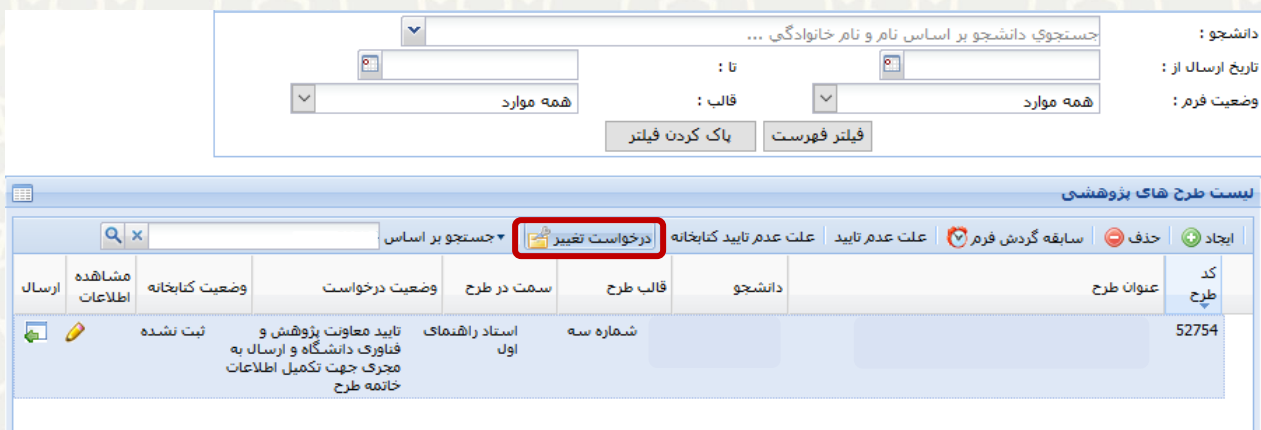 دانشجو :
جستجوي دانشجو بر اساس نام و نام خانوادگي ...
تاریخ ارسال از :
تا :
وضعیت فرم :
همه موارد
قالب :
همه موارد
فیلتر فهرست
پاک کردن فیلتر
لیست طرح های پژوهشی
ایجاد
حذف
سابقه گردش فرم
علت عدم تایید
علت عدم تایید کتابخانه
درخواست تغییر
جستجو بر اساس
کد طرح
عنوان طرح
دانشجو
قالب طرح
سمت در طرح
وضعیت درخواست
وضعیت کتابخانه
مشاهده اطلاعات
ارسال
52754
شماره سه
استاد راهنمای
اول
تایید معاونت پژوهش و
فناوری دانشگاه و ارسال به
مجری جهت تکمیل اطلاعات
خاتمه طرح
ثبت نشده